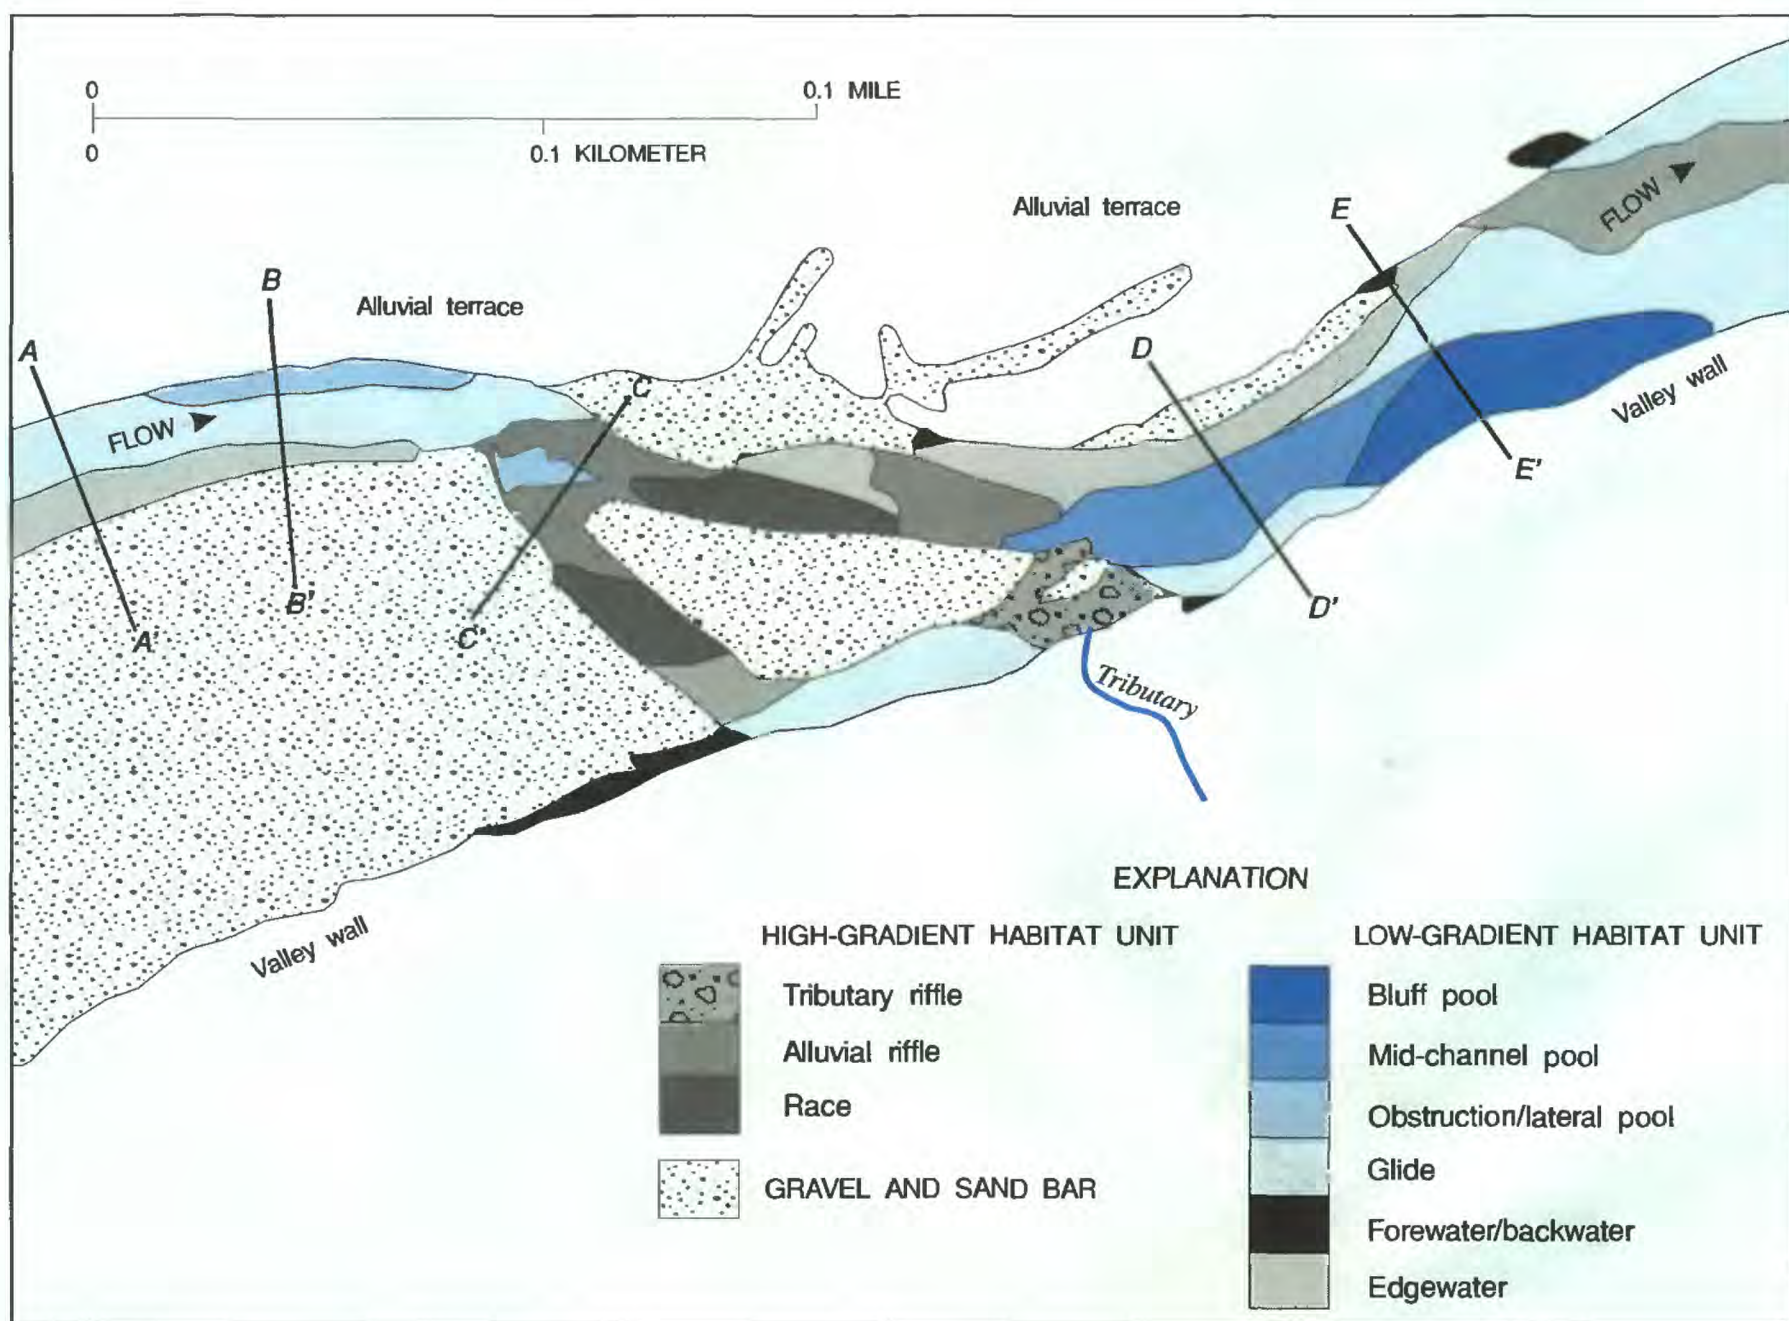 0
0.1 MILE
0
0.1 KILOMETER
Alluvial terrace
E
FLOW
B
Alluvial terrace
A
D
C
FLOW
Valley wall
E'
B'
D'
A'
C'
Tributary
EXPLANATION
Valley wall
HIGH-GRADIENT HABITAT UNIT
Tributary riffle
Alluvial riffle
Race
GRAVEL AND SAND BAR
LOW-GRADIENT HABITAT UNIT
Bluff pool
Mid-channel pool
Obstruction/lateral pool
Glide
Forewater/backwater
Edgewater